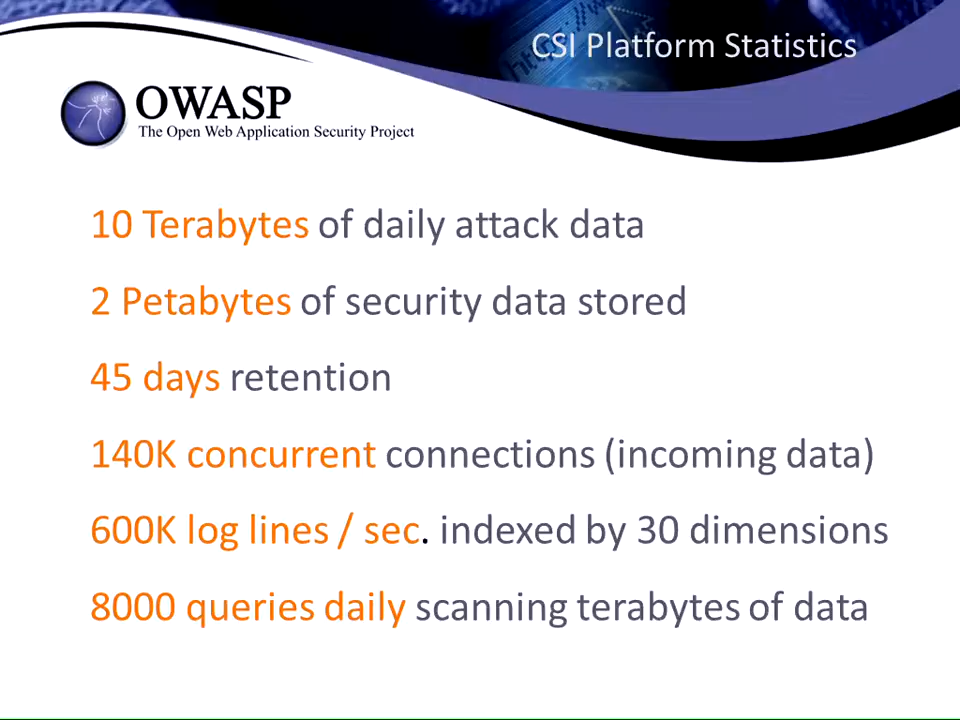 CSI Platform Statistics
OWASP
The Open Web Application Security Project
10 Terabytes of daily attack data
2 Petabytes of security data stored
45 days retention
140K concurrent connections (incoming data)
600K log lines / sec. indexed by 30 dimensions
8000 queries daily scanning terabytes of data